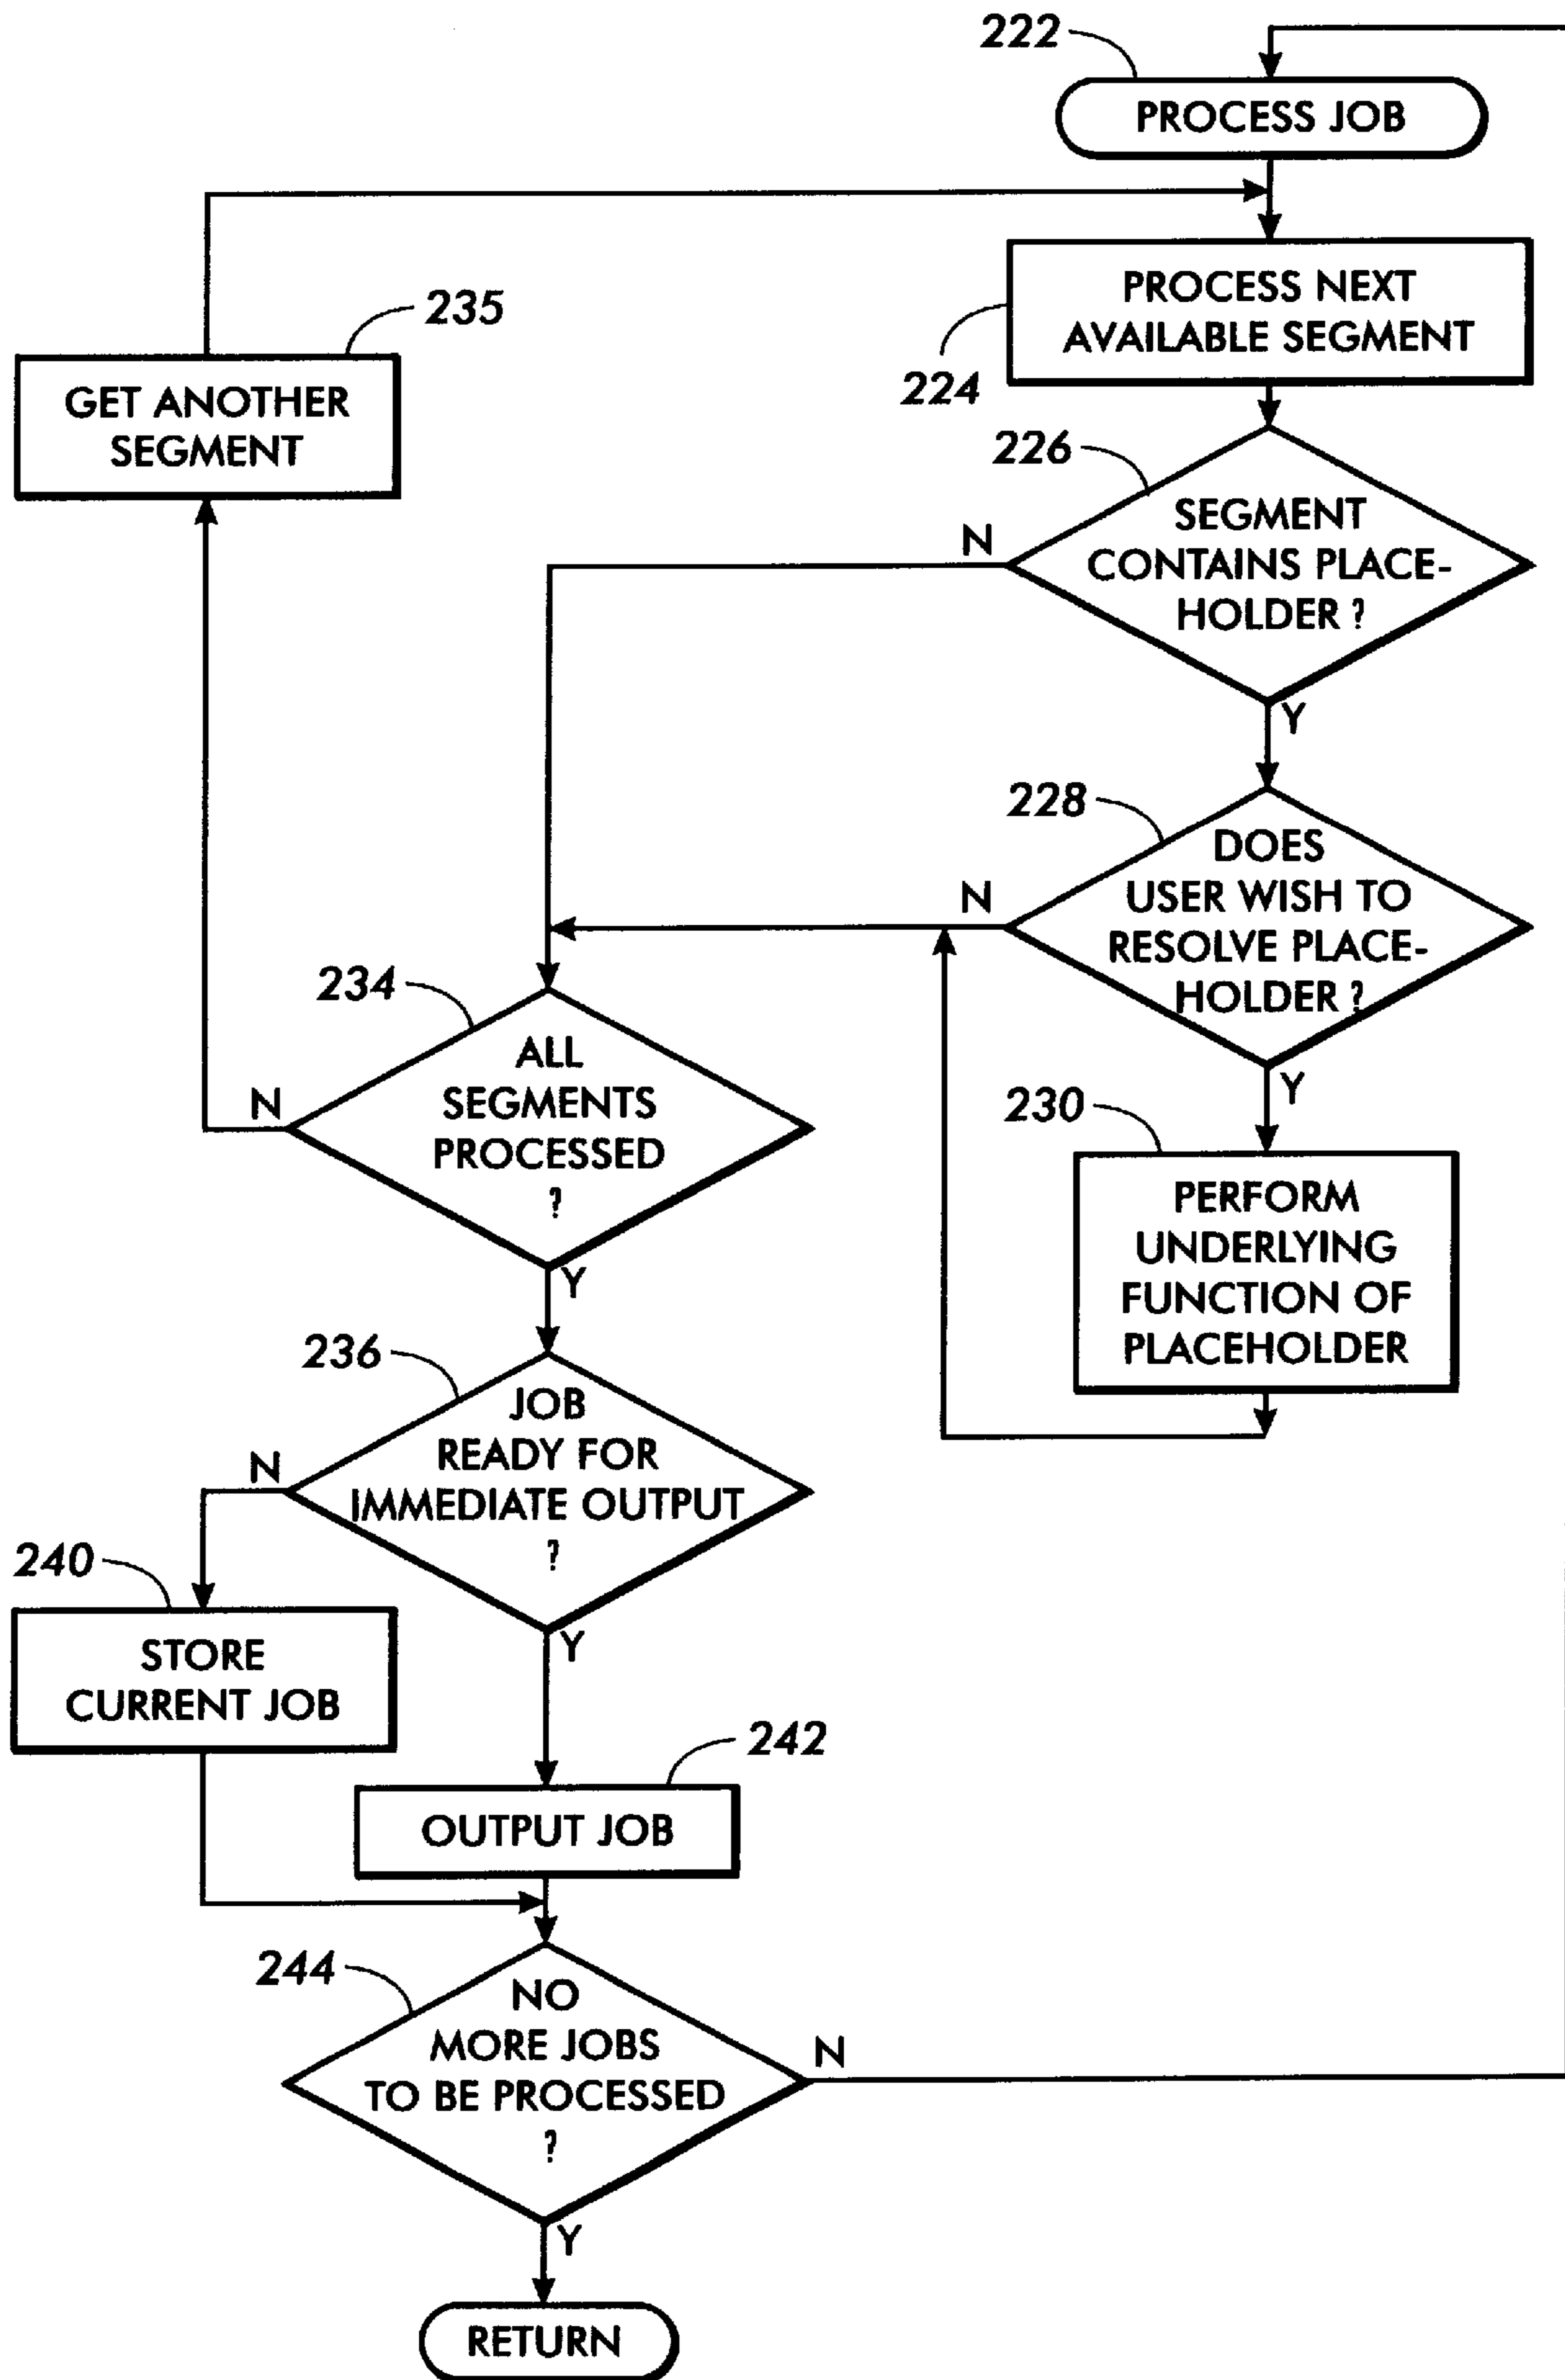 222
PROCESS JOB
PROCESS NEXT
AVAILABLE SEGMENT
224
235
GET ANOTHER
SEGMENT
226
SEGMENT
CONTAINS PLACE-
HOLDER ?
N
Y
228
DOES
USER WISH TO
RESOLVE PLACE-
HOLDER ?
N
Y
230
PERFORM
UNDERLYING
FUNCTION OF
PLACEHOLDER
234
ALL
SEGMENTS
PROCESSED
?
N
Y
236
JOB
READY FOR
IMMEDIATE OUTPUT
?
N
Y
240
STORE
CURRENT JOB
242
OUTPUT JOB
244
NO
MORE JOBS
TO BE PROCESSED
?
N
Y
RETURN